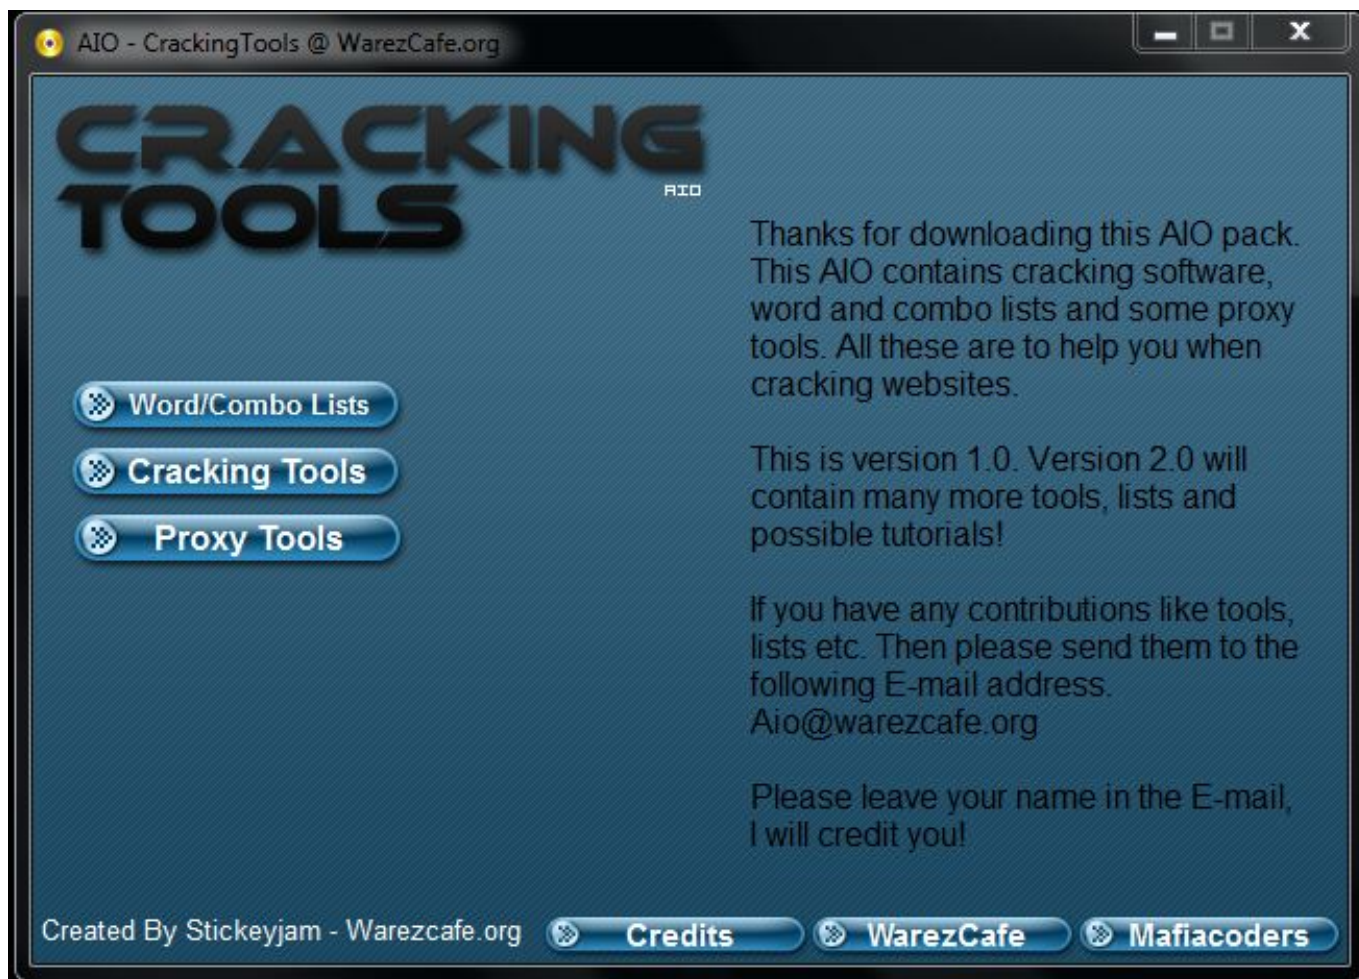 AIO - CrackingTools @ WarezCafe.org
CRACKING
TOOLS
AIO
Word/Combo Lists
Cracking Tools
Proxy Tools
Thanks for downloading this AIO pack.
This AIO contains cracking software,
word and combo lists and some proxy
tools. All these are to help you when
cracking websites.
This is version 1.0. Version 2.0 will
contain many more tools, lists and
possible tutorials!
If you have any contributions like tools,
lists etc. Then please send them to the
following E-mail address.
Aio@warezcafe.org
Please leave your name in the E-mail,
I will credit you!
Created By Stickeyjam - Warezcafe.org
Credits
WarezCafe
Mafiacoders